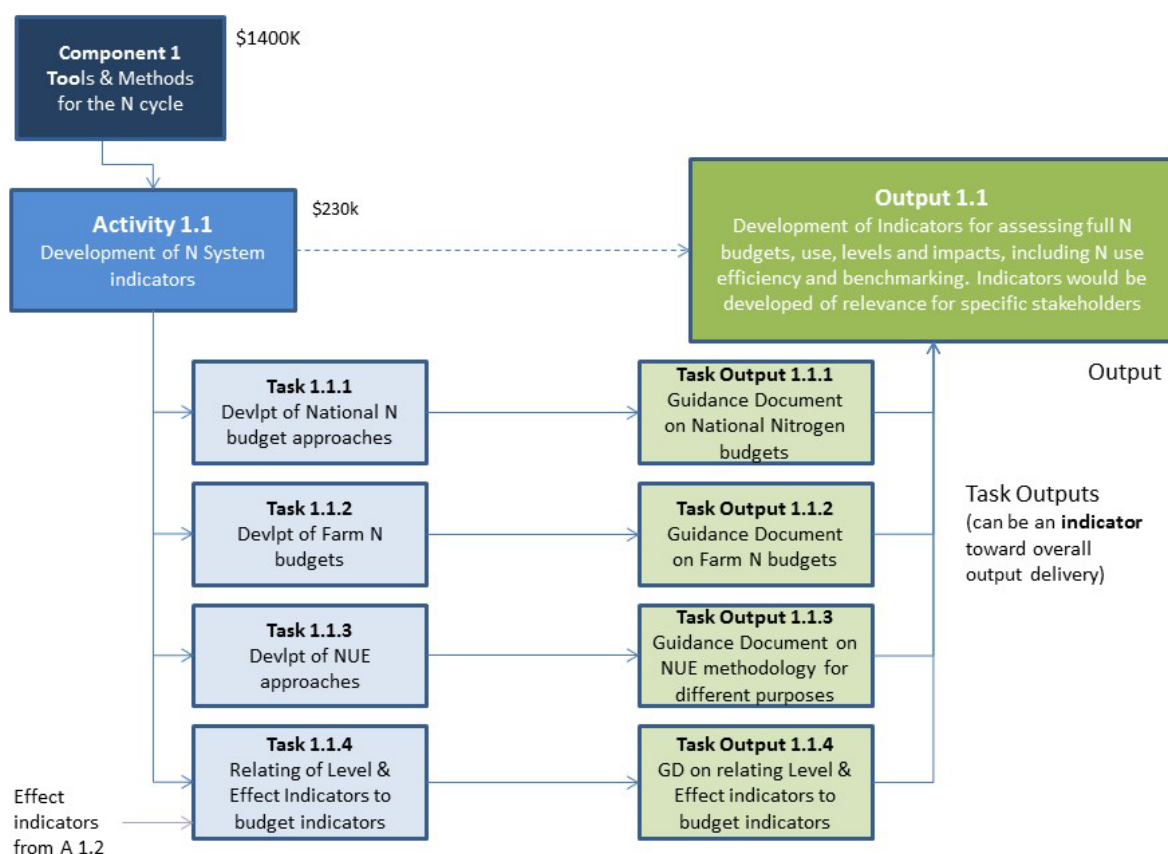 Component 1
Tools & Methods
for the N cycle
$1400K
Activity 1.1
Development of N System
indicators
$230k
Output 1.1
Development of Indicators for assessing full N
budgets, use, levels and impacts, including N use
efficiency and benchmarking. Indicators would be
developed of relevance for specific stakeholders
Output
Task 1.1.1
Devlpt of National N
budget approaches
Task Output 1.1.1
Guidance Document
on National Nitrogen
budgets
Task 1.1.2
Devlpt of Farm N
budgets
Task Output 1.1.2
Guidance Document
on Farm N budgets
Task Outputs
(can be an indicator
toward overall
output delivery)
Task 1.1.3
Devlpt of NUE
approaches
Task Output 1.1.3
Guidance Document on
NUE methodology for
different purposes
Task 1.1.4
Relating of Level &
Effect Indicators to
budget indicators
Task Output 1.1.4
GD on relating Level &
Effect indicators to
budget indicators
Effect
indicators
from A 1.2